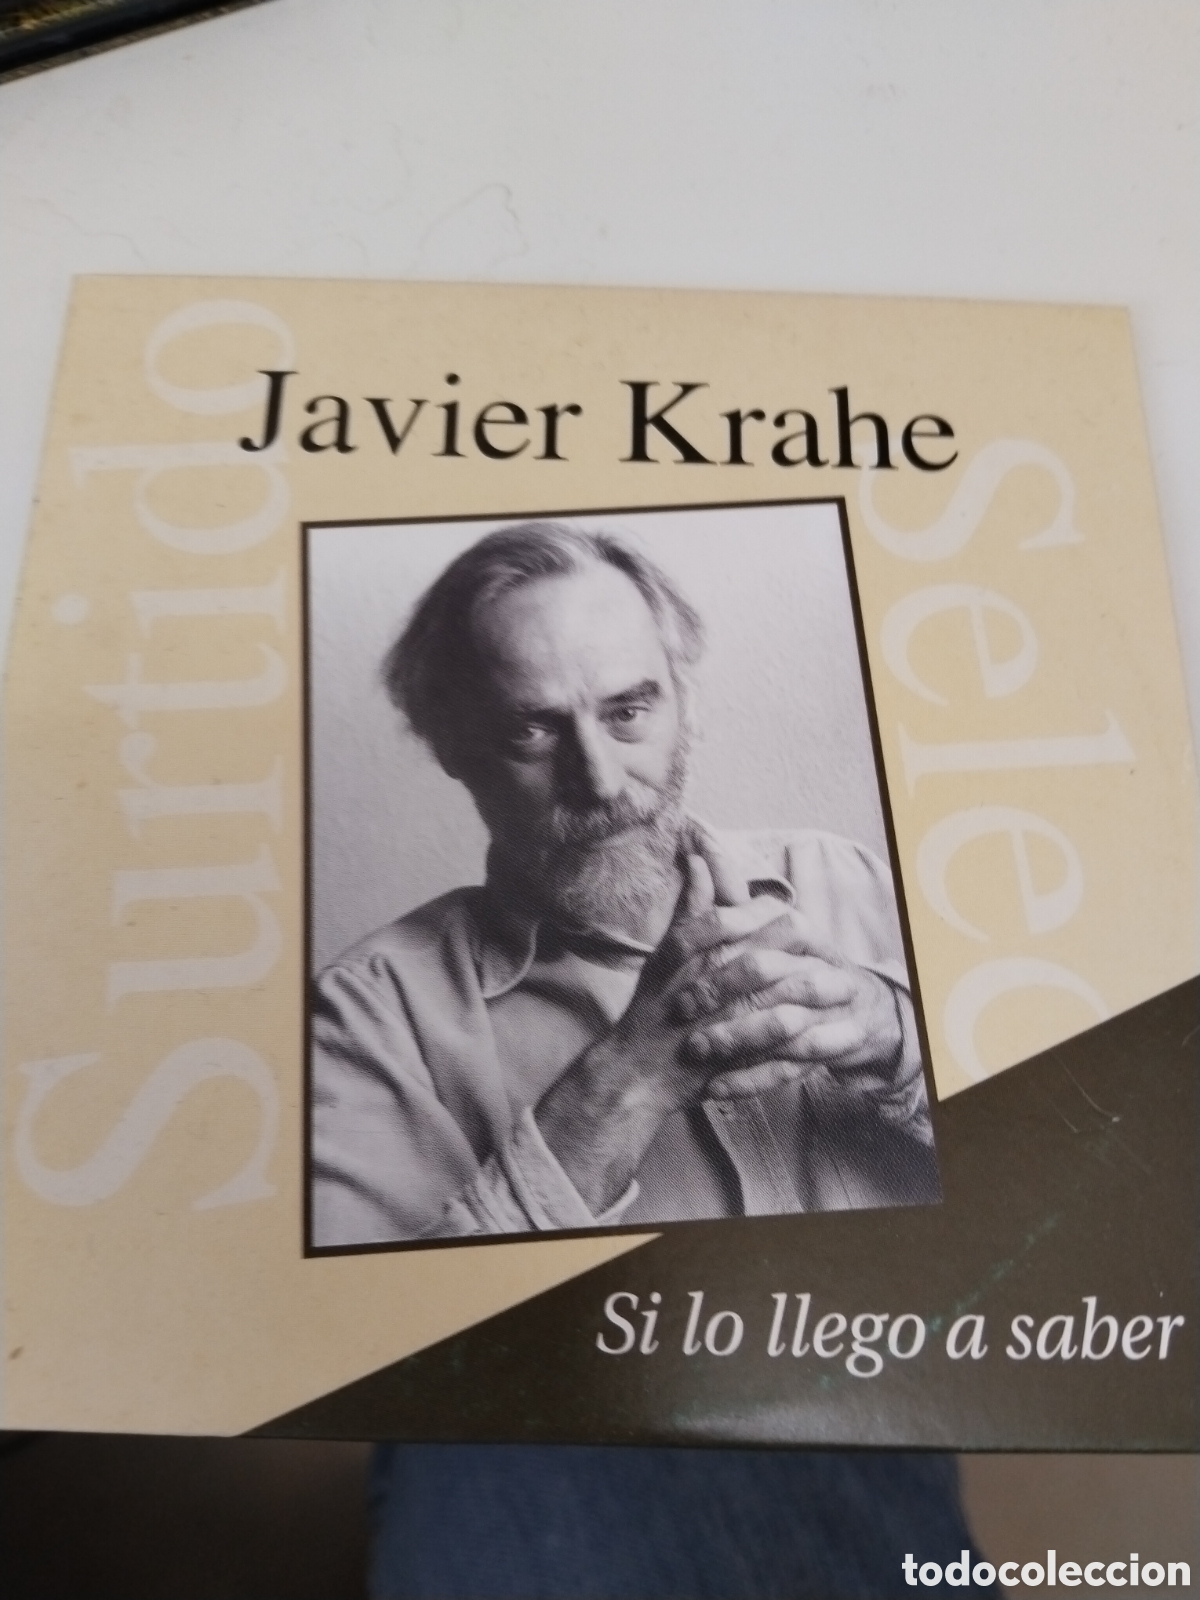 Javier Krahe
Surtido
Selec
Si lo llego a saber
todocoleccion